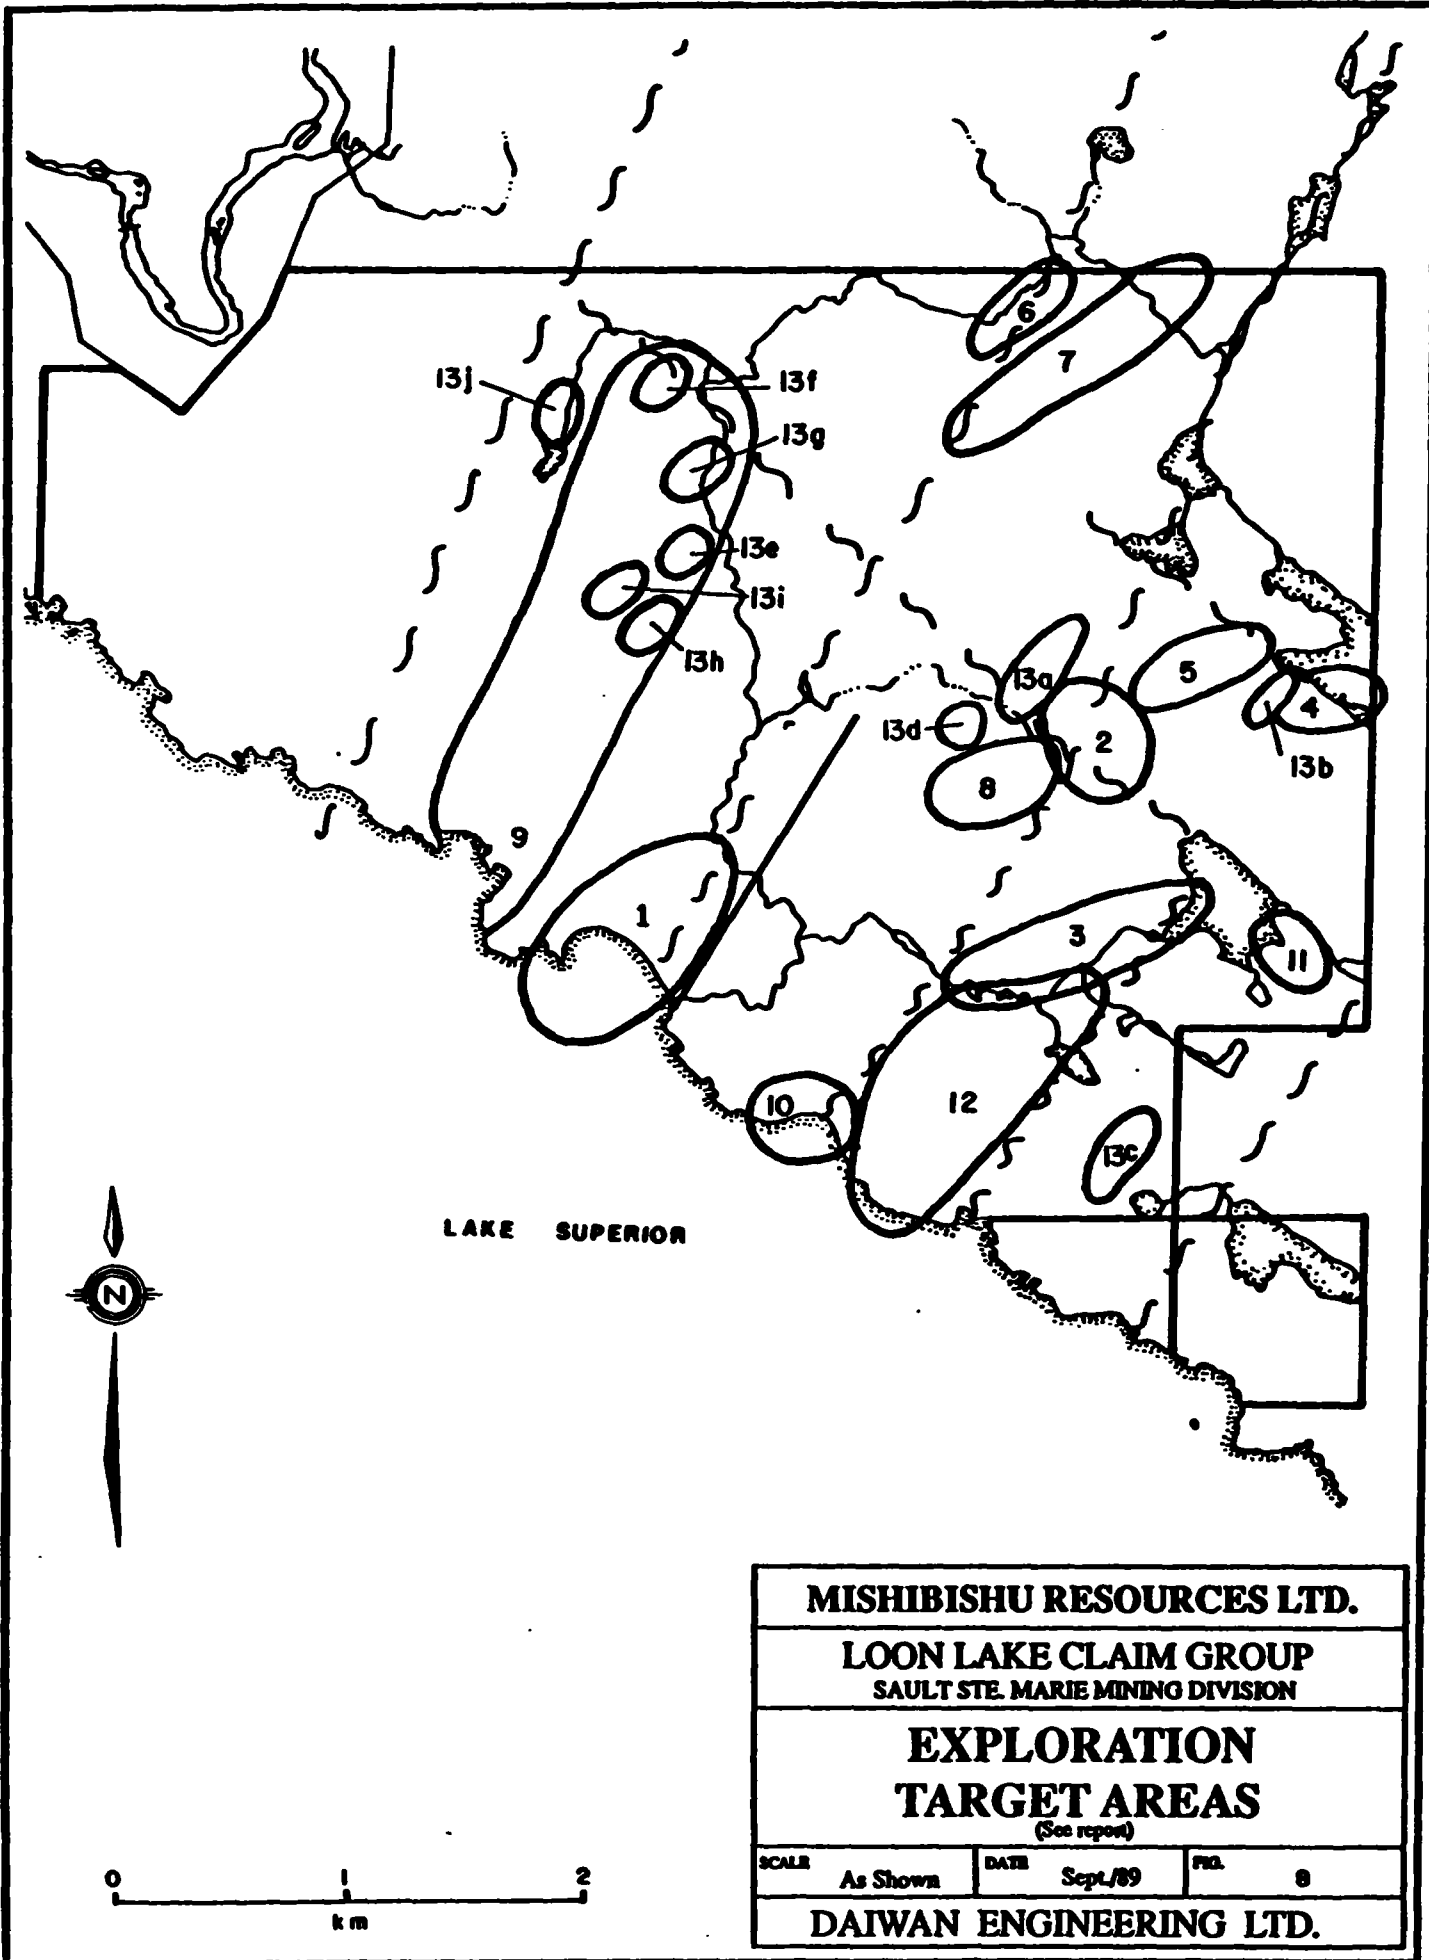 6
7
13j
13f
13g
13e
13i
13h
13a
5
4
13d
2
13b
8
9
1
3
11
10
12
13c
LAKE SUPERIOR
N
MISHIBISHU RESOURCES LTD.
LOON LAKE CLAIM GROUP
SAULT STE. MARIE MINING DIVISION
EXPLORATION
TARGET AREAS
(See report)
SCALE As Shown DATE Sept./89 FIG. 8
DAIWAN ENGINEERING LTD.
0 1 2
km